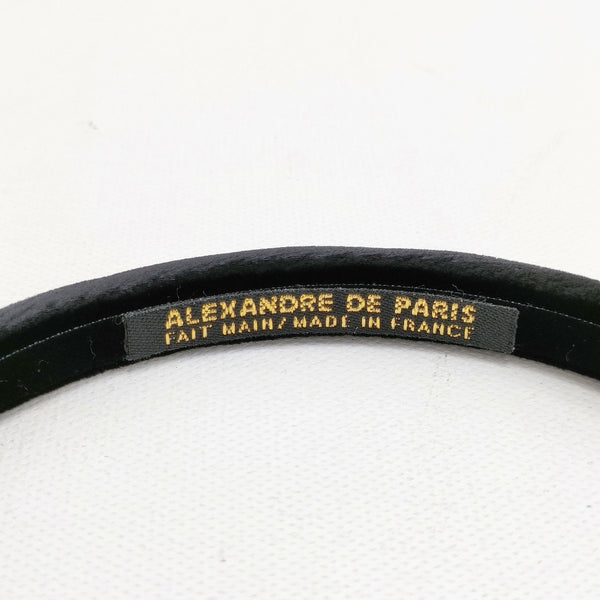 ALEXANDRE DE PARIS
FAIT MAIN/MADE IN FRANCE